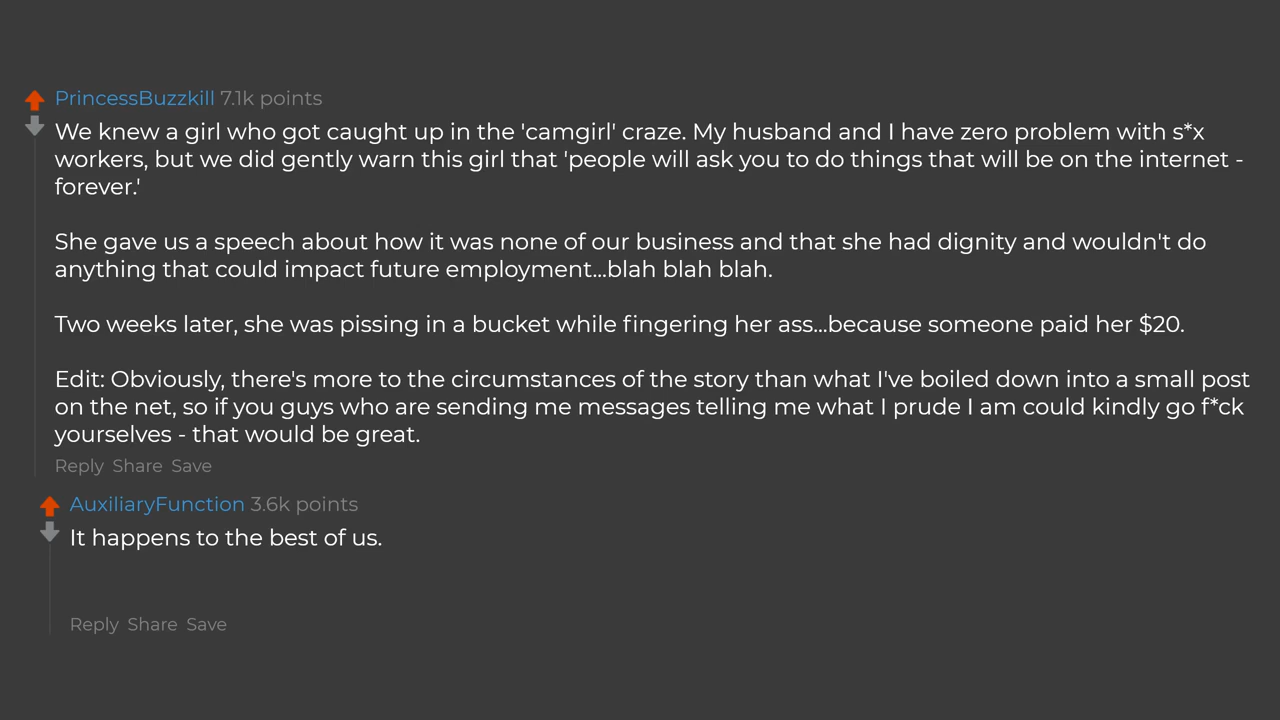 PrincessBuzzkill 7.1k points
We knew a girl who got caught up in the 'camgirl' craze. My husband and I have zero problem with s*x
workers, but we did gently warn this girl that 'people will ask you to do things that will be on the internet -
forever.'
She gave us a speech about how it was none of our business and that she had dignity and wouldn't do
anything that could impact future employment...blah blah blah.
Two weeks later, she was pissing in a bucket while fingering her ass...because someone paid her $20.
Edit: Obviously, there's more to the circumstances of the story than what I've boiled down into a small post
on the net, so if you guys who are sending me messages telling me what I prude I am could kindly go f*ck
yourselves - that would be great.
Reply Share Save
AuxiliaryFunction 3.6k points
It happens to the best of us.
Reply Share Save